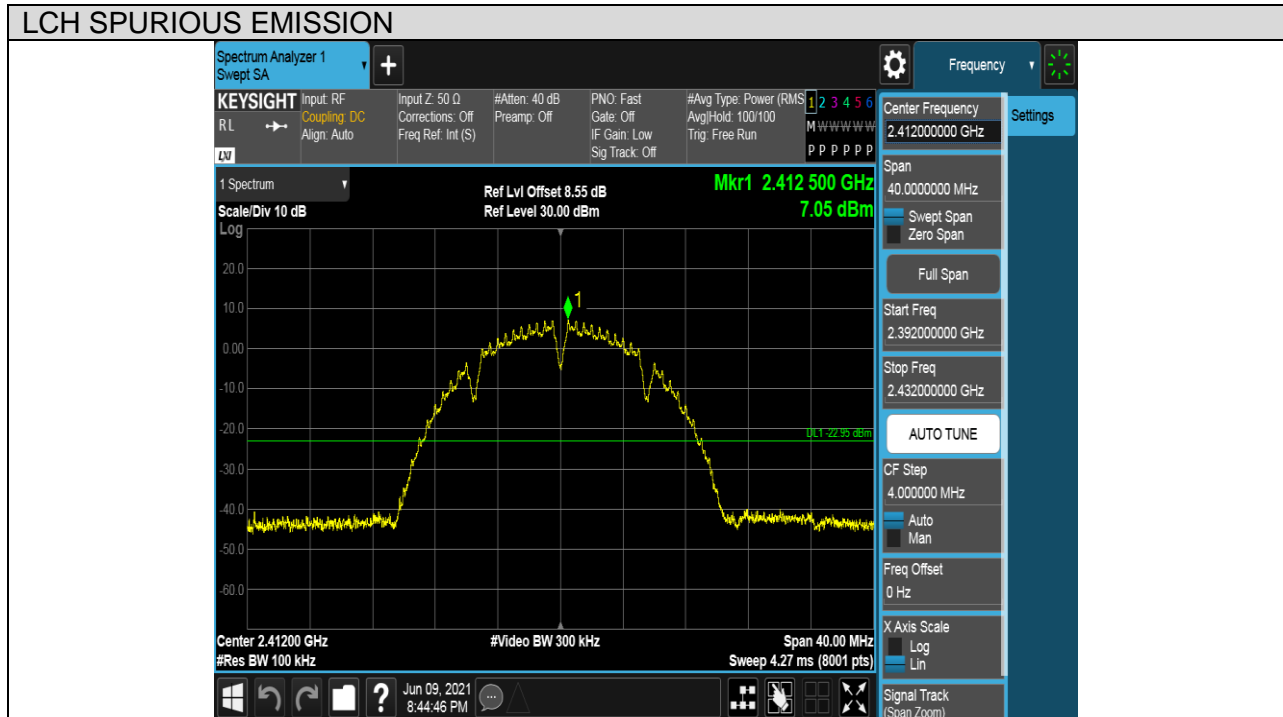 LCH SPURIOUS EMISSION
Spectrum Analyzer 1
Swept SA
+
Frequency
KEYSIGHT
RL
LXI
Input: RF
Coupling: DC
Align: Auto
Input Z: 50 Ω
Corrections: Off
Freq Ref: Int (S)
#Atten: 40 dB
Preamp: Off
PNO: Fast
Gate: Off
IF Gain: Low
Sig Track: Off
#Avg Type: Power (RMS
Avg|Hold: 100/100
Trig: Free Run
1 2 3 4 5 6
M W W W W W
P P P P P P
1 Spectrum
Scale/Div 10 dB
Ref Lvl Offset 8.55 dB
Ref Level 30.00 dBm
Mkr1 2.412 500 GHz
7.05 dBm
Log
20.0
10.0
0.00
-10.0
-20.0
-30.0
-40.0
-50.0
-60.0
1
DL1 -22.95 dBm
Center 2.41200 GHz
#Res BW 100 kHz
#Video BW 300 kHz
Span 40.00 MHz
Sweep 4.27 ms (8001 pts)
Center Frequency
2.412000000 GHz
Settings
Span
40.0000000 MHz
Swept Span
Zero Span
Full Span
Start Freq
2.392000000 GHz
Stop Freq
2.432000000 GHz
AUTO TUNE
CF Step
4.000000 MHz
Auto
Man
Freq Offset
0 Hz
X Axis Scale
Log
Lin
Signal Track
(Span Zoom)
?
Jun 09, 2021
8:44:46 PM